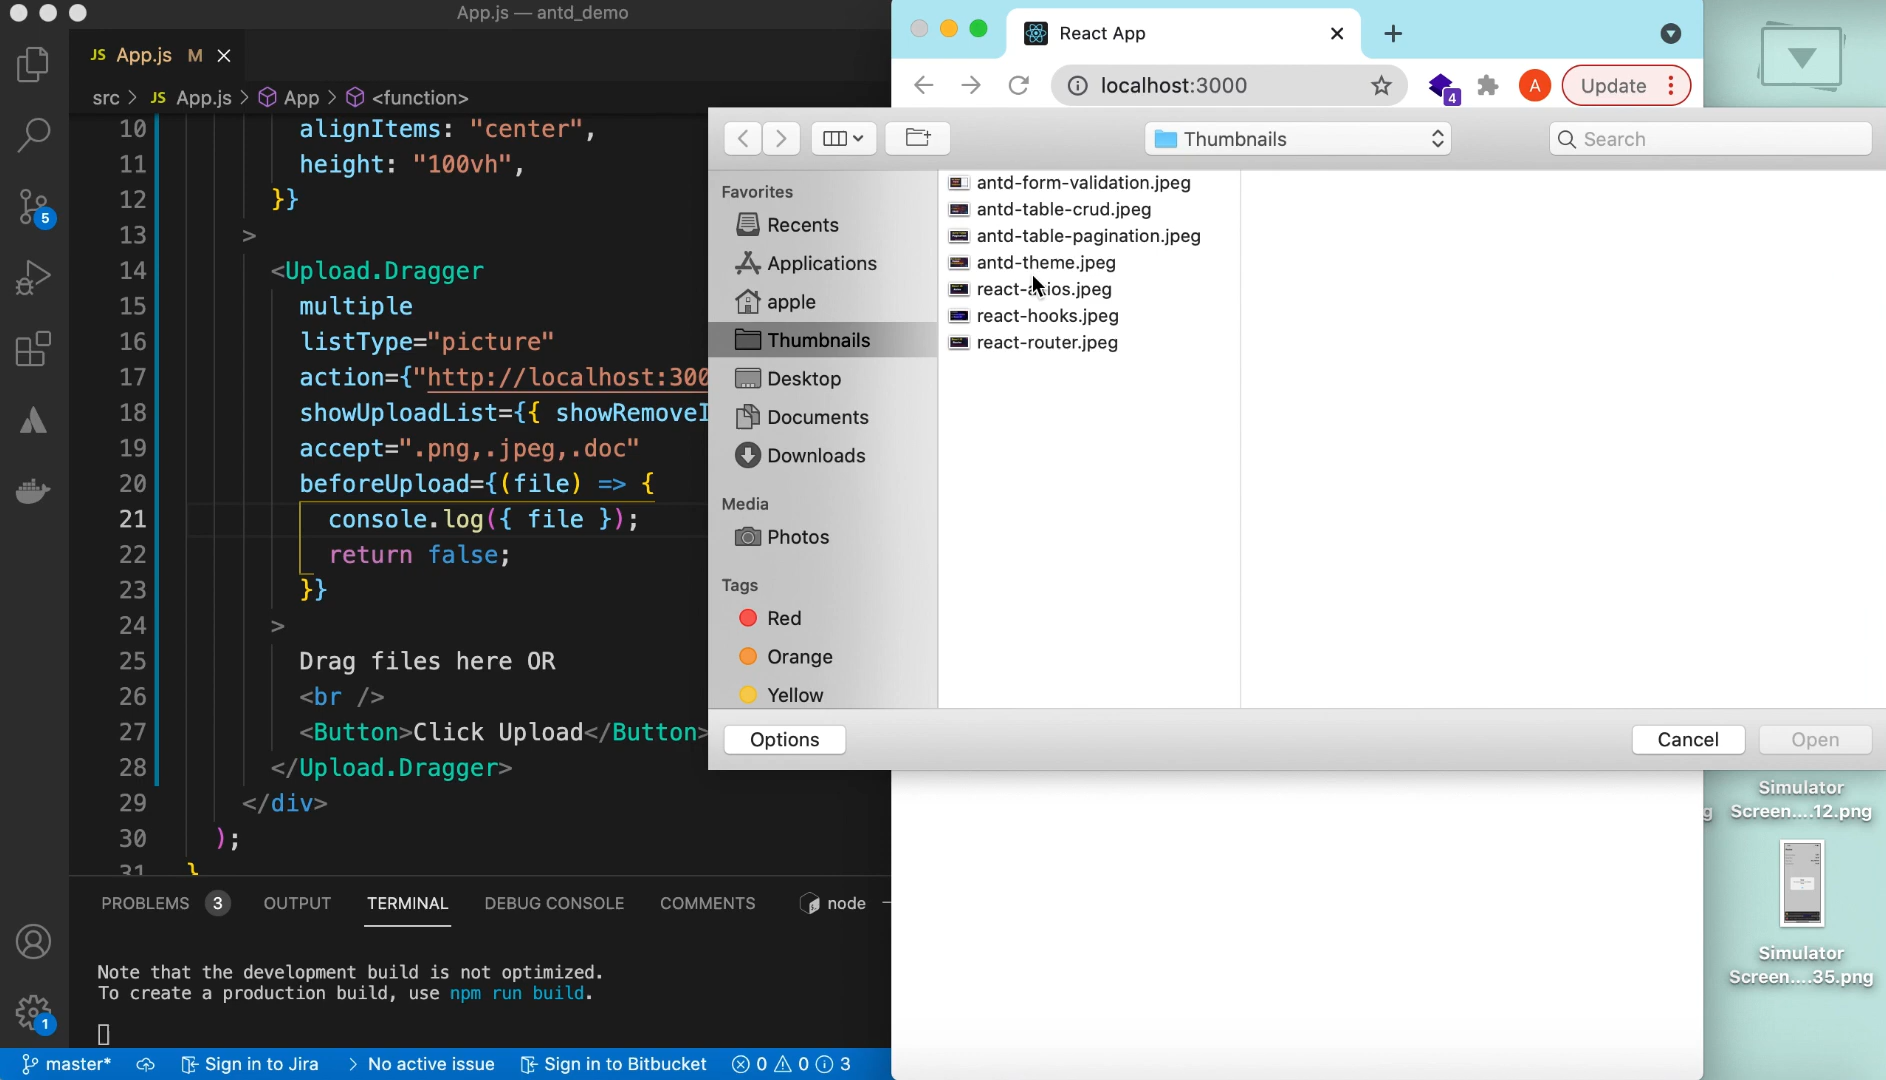 App.js — antd_demo
JS App.js M
src > JS App.js > App > <function>
10 alignItems: "center",
11 height: "100vh",
12 }}
13 >
14 <Upload.Dragger
15 multiple
16 listType="picture"
17 action={"http://localhost:300
18 showUploadList={{ showRemoveI
19 accept=".png,.jpeg,.doc"
20 beforeUpload={(file) => {
21 console.log({ file });
22 return false;
23 }}
24 >
25 Drag files here OR
26 <br />
27 <Button>Click Upload</Button>
28 </Upload.Dragger>
29 </div>
30 );
31 }
5
1
PROBLEMS 3 OUTPUT TERMINAL DEBUG CONSOLE COMMENTS node
Note that the development build is not optimized.
To create a production build, use npm run build.
master* Sign in to Jira > No active issue Sign in to Bitbucket 0 0 3
React App
localhost:3000
4
A
Update
Thumbnails
Search
Favorites
Recents
Applications
apple
Thumbnails
Desktop
Documents
Downloads
Media
Photos
Tags
Red
Orange
Yellow
antd-form-validation.jpeg
antd-table-crud.jpeg
antd-table-pagination.jpeg
antd-theme.jpeg
react-hooks.jpeg
react-router.jpeg
Options
Cancel
Open
Simulator
g Screen....12.png
Simulator
Screen....35.png